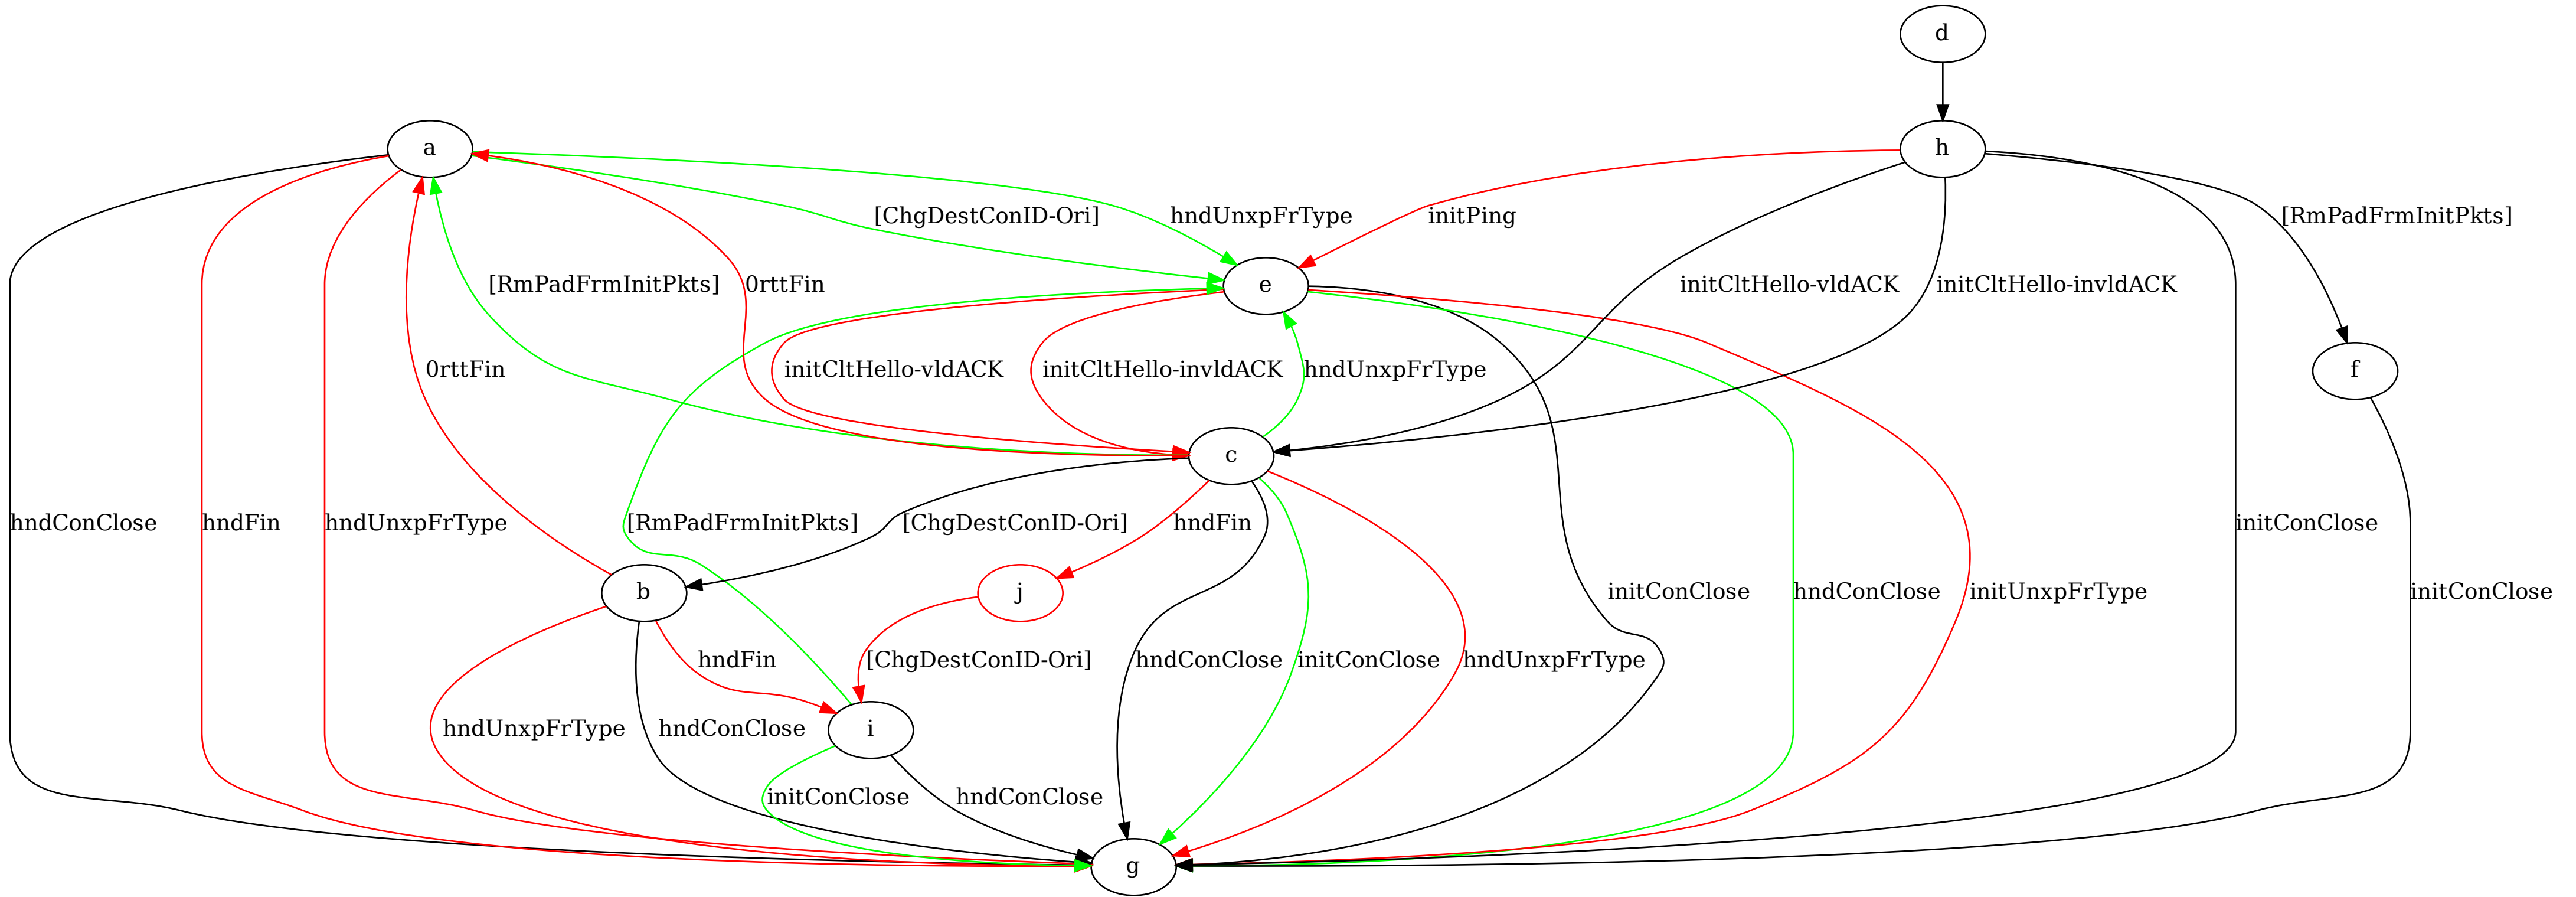 d
a
h
[ChgDestConID-Ori]
hndUnxpFrType
initPing
[RmPadFrmInitPkts]
[RmPadFrmInitPkts]
0rttFin
e
initCltHello-vldACK
initCltHello-invldACK
0rttFin
initCltHello-vldACK
initCltHello-invldACK
hndUnxpFrType
f
c
hndConClose
hndFin
hndUnxpFrType
[RmPadFrmInitPkts]
[ChgDestConID-Ori]
hndFin
initConClose
b
j
initConClose
hndConClose
initUnxpFrType
initConClose
hndFin
[ChgDestConID-Ori]
hndConClose
initConClose
hndUnxpFrType
hndUnxpFrType
hndConClose
i
initConClose
hndConClose
g